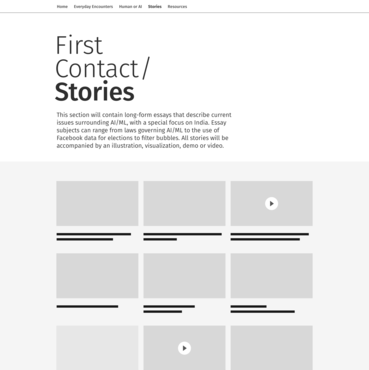 Home Everyday Encounters Human or AI Stories Resources
First
Contact/
Stories
This section will contain long-form essays that describe current
issues surrounding AI/ML, with a special focus on India. Essay
subjects can range from laws governing AI/ML to the use of
Facebook data for elections to filter bubbles. All stories will be
accompanied by an illustration, visualization, demo or video.